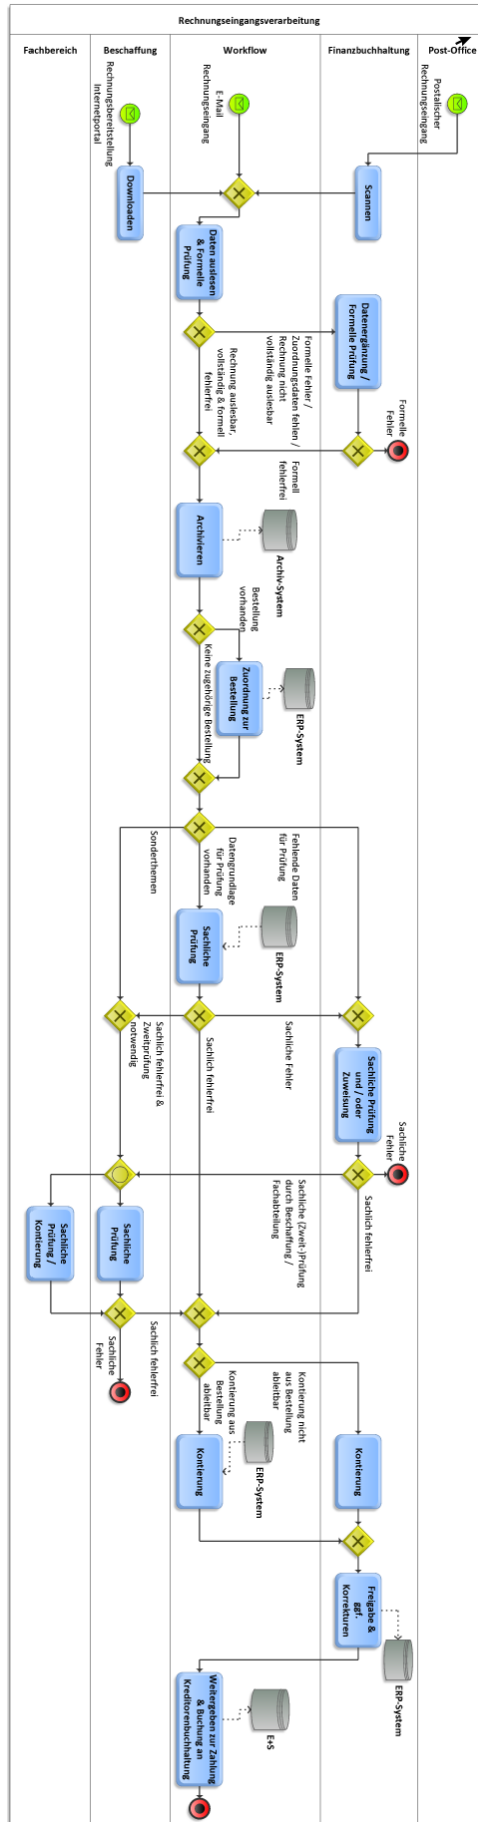 Rechnungseingangsverarbeitung
Fachbereich
Beschaffung
Workflow
Finanzbuchhaltung
Post-Office
Rechnungsbereitstellung
Internetportal
E-Mail
Rechnungseingang
Postalischer
Rechnungseingang
Downloaden
Scannen
Daten auslesen
& Formelle
Prüfung
Datenergänzung /
Formelle Prüfung
Formelle Fehler /
Zuordnungsdaten fehlen /
Rechnung nicht
vollständig auslesbar
Rechnung auslesbar,
vollständig & formell
fehlerfrei
Formelle
Fehler
Formell
fehlerfrei
Archivieren
Archiv-System
Bestellung
vorhanden
Keine zugehörige Bestellung
Zuordnung zur
Bestellung
ERP-System
Sonderthemen
Datengrundlage
für Prüfung
vorhanden
Fehlende Daten
für Prüfung
Sachliche
Prüfung
ERP-System
Sachlich fehlerfrei &
Zweitprüfung
notwendig
Sachlich fehlerfrei
Sachliche Fehler
Sachliche Prüfung
und / oder
Zuweisung
Sachliche
Fehler
Sachliche (Zweit-)Prüfung
durch Beschaffung /
Fachabteilung
Sachlich fehlerfrei
Sachliche
Prüfung /
Kontierung
Sachliche
Prüfung
Sachliche
Fehler
Sachlich fehlerfrei
Kontierung nicht
aus Bestellung
ableitbar
Kontierung aus
Bestellung
ableitbar
Kontierung
ERP-System
Kontierung
Freigabe &
ggf.
Korrekturen
ERP-System
Weitergeben zur Zahlung
& Buchung an
Kreditorenbuchhaltung
E+S